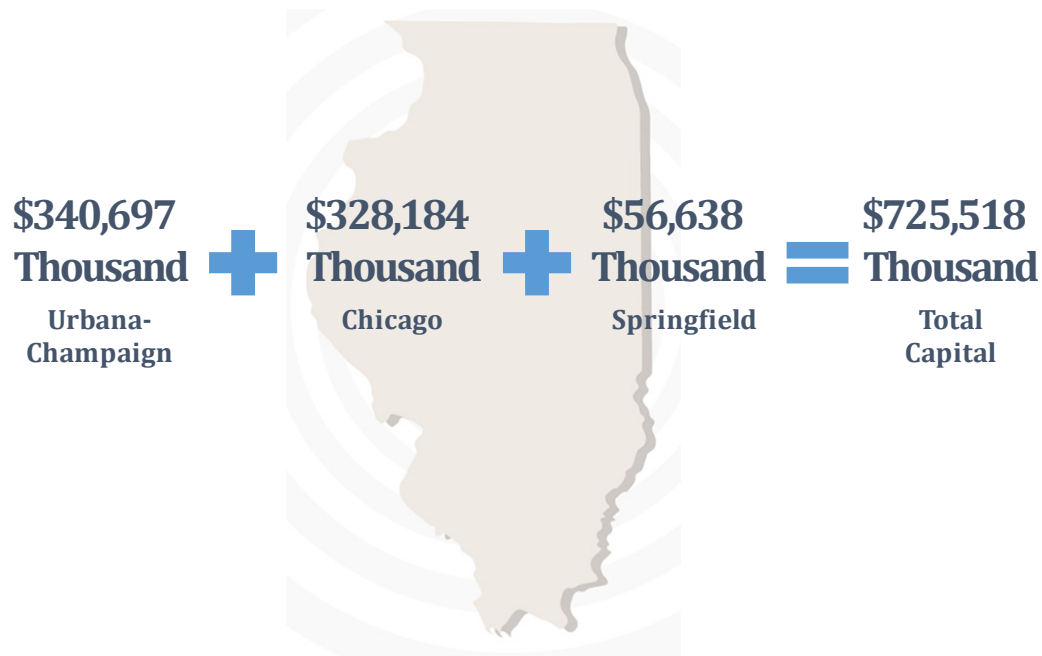 $340,697
Thousand
Urbana-
Champaign
$328,184
Thousand
Chicago
$56,638
Thousand
Springfield
$725,518
Thousand
Total
Capital